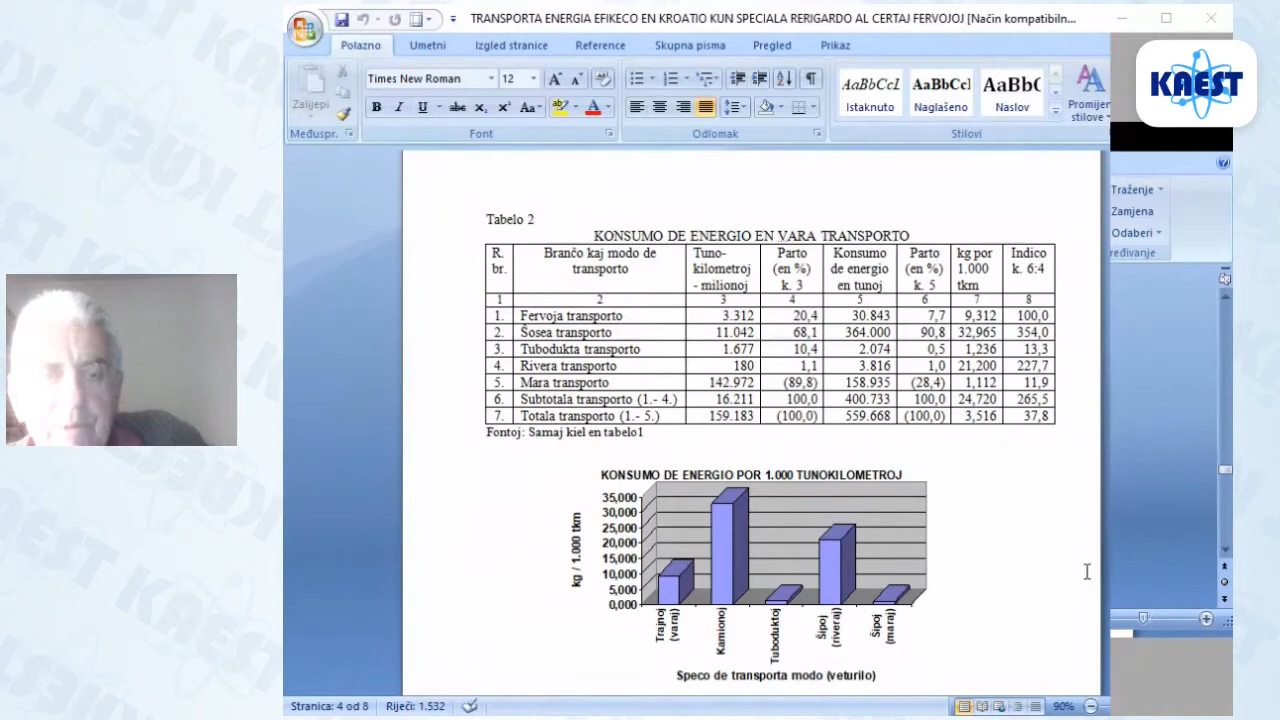 TRANSPORTA ENERGIA EFIKECO EN KROATIO KUN SPECIALA RERIGARDO AL CERTAJ FERVOJOJ [Način kompatibiln...
Polazno Umetni Izgled stranice Reference Skupna pisma Pregled Prikaz
KAEST
Zalijepi
Međuspr.
Times New Roman 12
Font
Odlomak
AaBbCcL AaBbCcl AaBb(
Istaknuto Naglašeno Naslov
Promijeni stilove
Stilovi
Traženje
Zamjena
Odaberi
ređivanje
Tabelo 2
KONSUMO DE ENERGIO EN VARA TRANSPORTO
R. br. Branĉo kaj modo de transporto Tuno-kilometroj - milionoj Parto (en %) k. 3 Konsumo de energio en tunoj Parto (en %) k. 5 kg por 1.000 tkm Indico k. 6:4
1 2 3 4 5 6 7 8
1. Fervoja transporto 3.312 20,4 30.843 7,7 9,312 100,0
2. Ŝosea transporto 11.042 68,1 364.000 90,8 32,965 354,0
3. Tubodukta transporto 1.677 10,4 2.074 0,5 1,236 13,3
4. Rivera transporto 180 1,1 3.816 1,0 21,200 227,7
5. Mara transporto 142.972 (89,8) 158.935 (28,4) 1,112 11,9
6. Subtotala transporto (1.- 4.) 16.211 100,0 400.733 100,0 24,720 265,5
7. Totala transporto (1.- 5.) 159.183 (100,0) 559.668 (100,0) 3,516 37,8
Fontoj: Samaj kiel en tabelo1
KONSUMO DE ENERGIO POR 1.000 TUNOKILOMETROJ
kg / 1.000 tkm
35,000
30,000
25,000
20,000
15,000
10,000
5,000
0,000
Trajnoj (varaj)
Kamionoj
Tuboduktoj
Ŝipoj (riveraj)
Ŝipoj (maraj)
Speco de transporta modo (veturilo)
Stranica: 4 od 8 Riječi: 1.532 90%